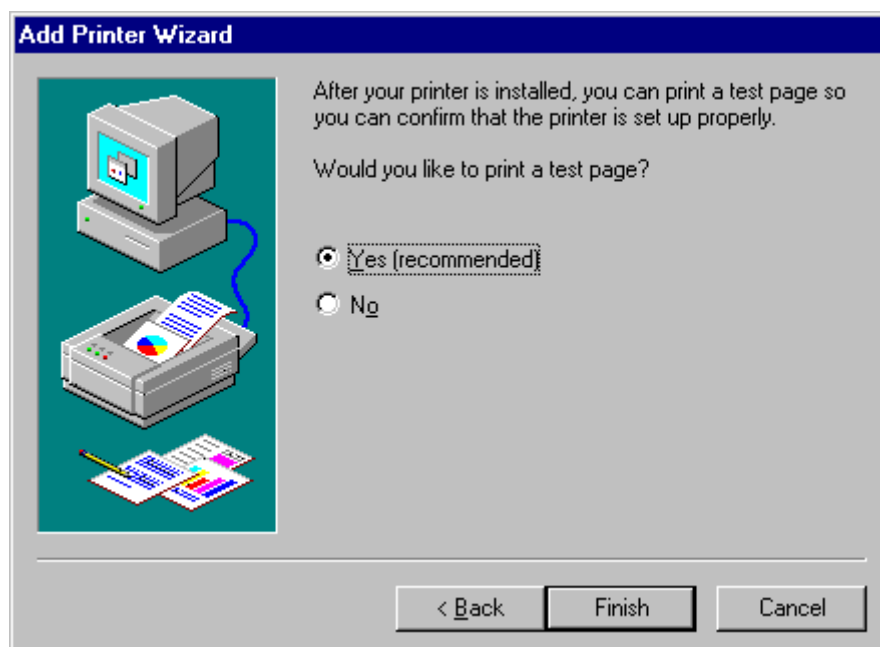 Add Printer Wizard
After your printer is installed, you can print a test page so
you can confirm that the printer is set up properly.
Would you like to print a test page?
Yes (recommended)
No
< Back
Finish
Cancel